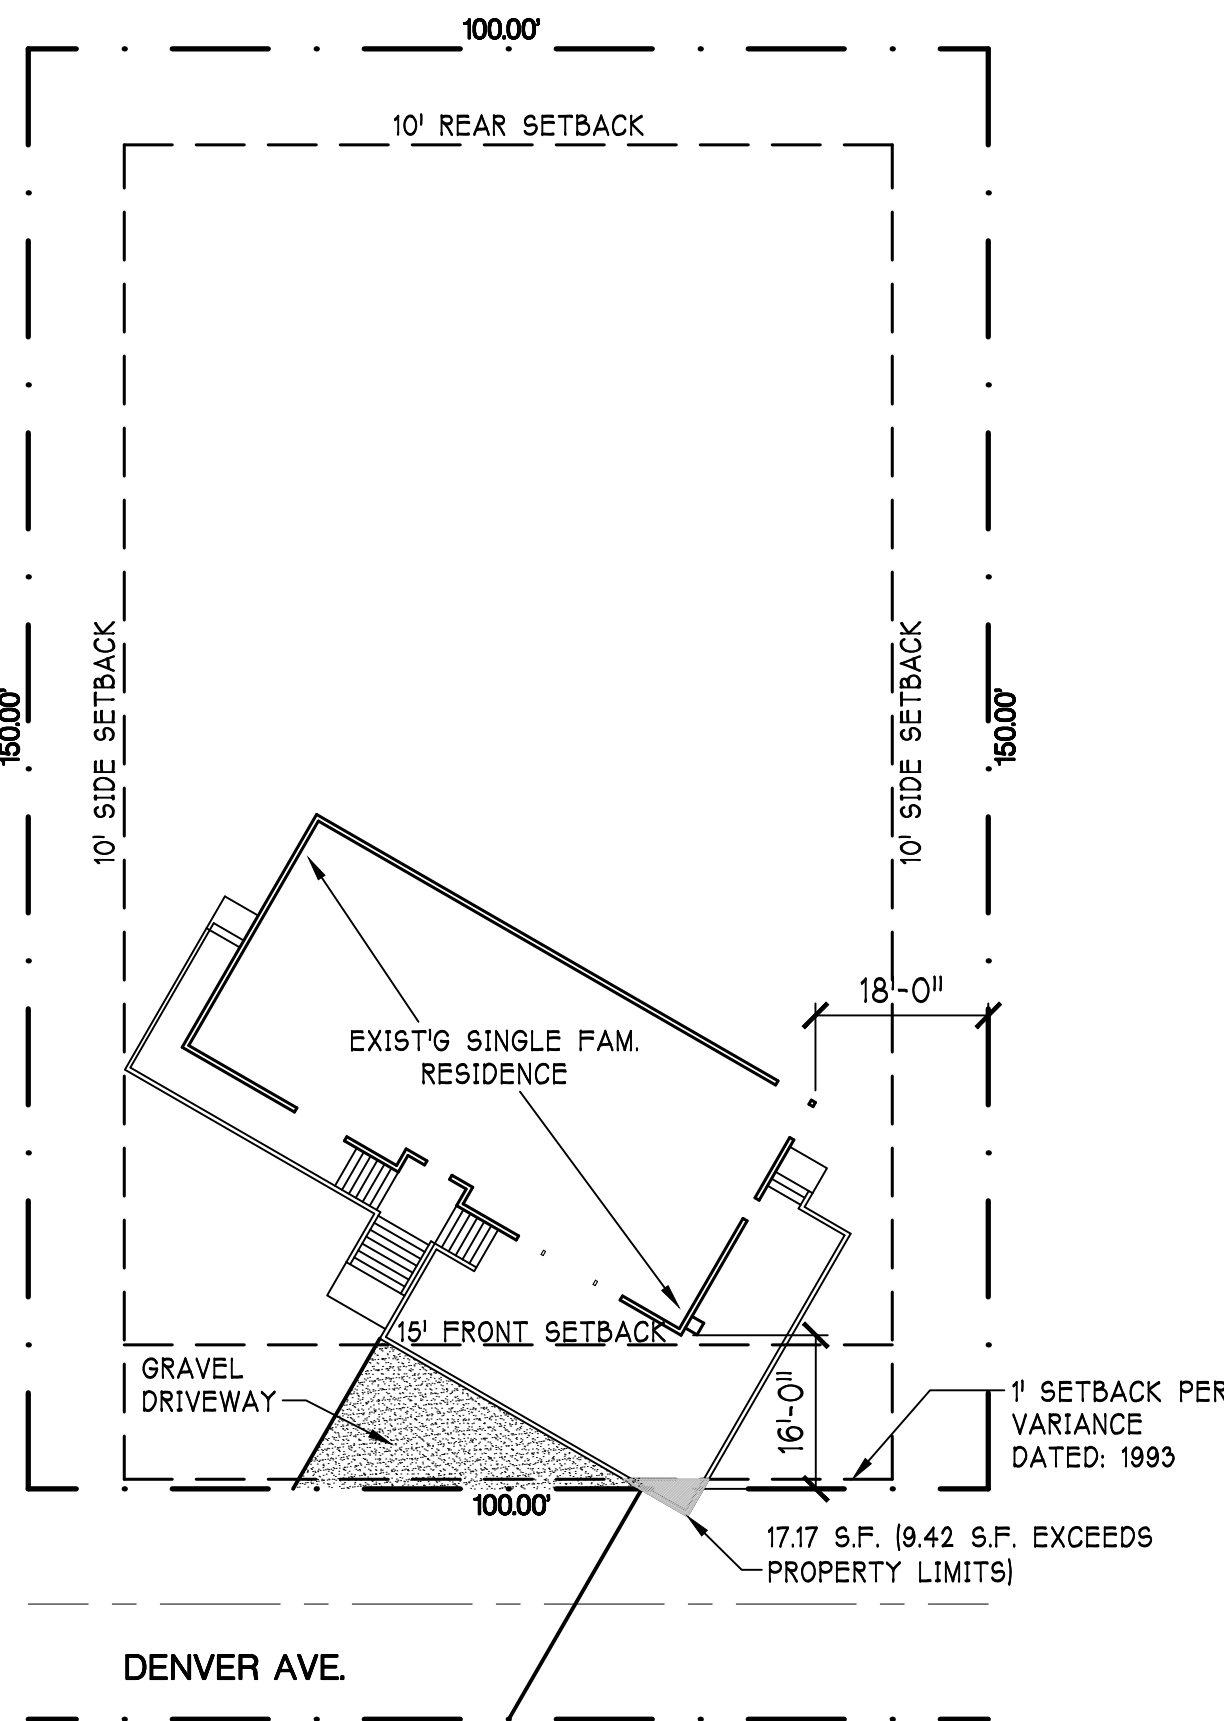 100.00'
10' REAR SETBACK
10' SIDE SETBACK
10' SIDE SETBACK
150.00'
150.00'
18'-0"
EXIST'G SINGLE FAM.
RESIDENCE
15' FRONT SETBACK
GRAVEL
DRIVEWAY
16'-0"
1' SETBACK PER
VARIANCE
DATED: 1993
100.00'
17.17 S.F. (9.42 S.F. EXCEEDS
PROPERTY LIMITS)
DENVER AVE.